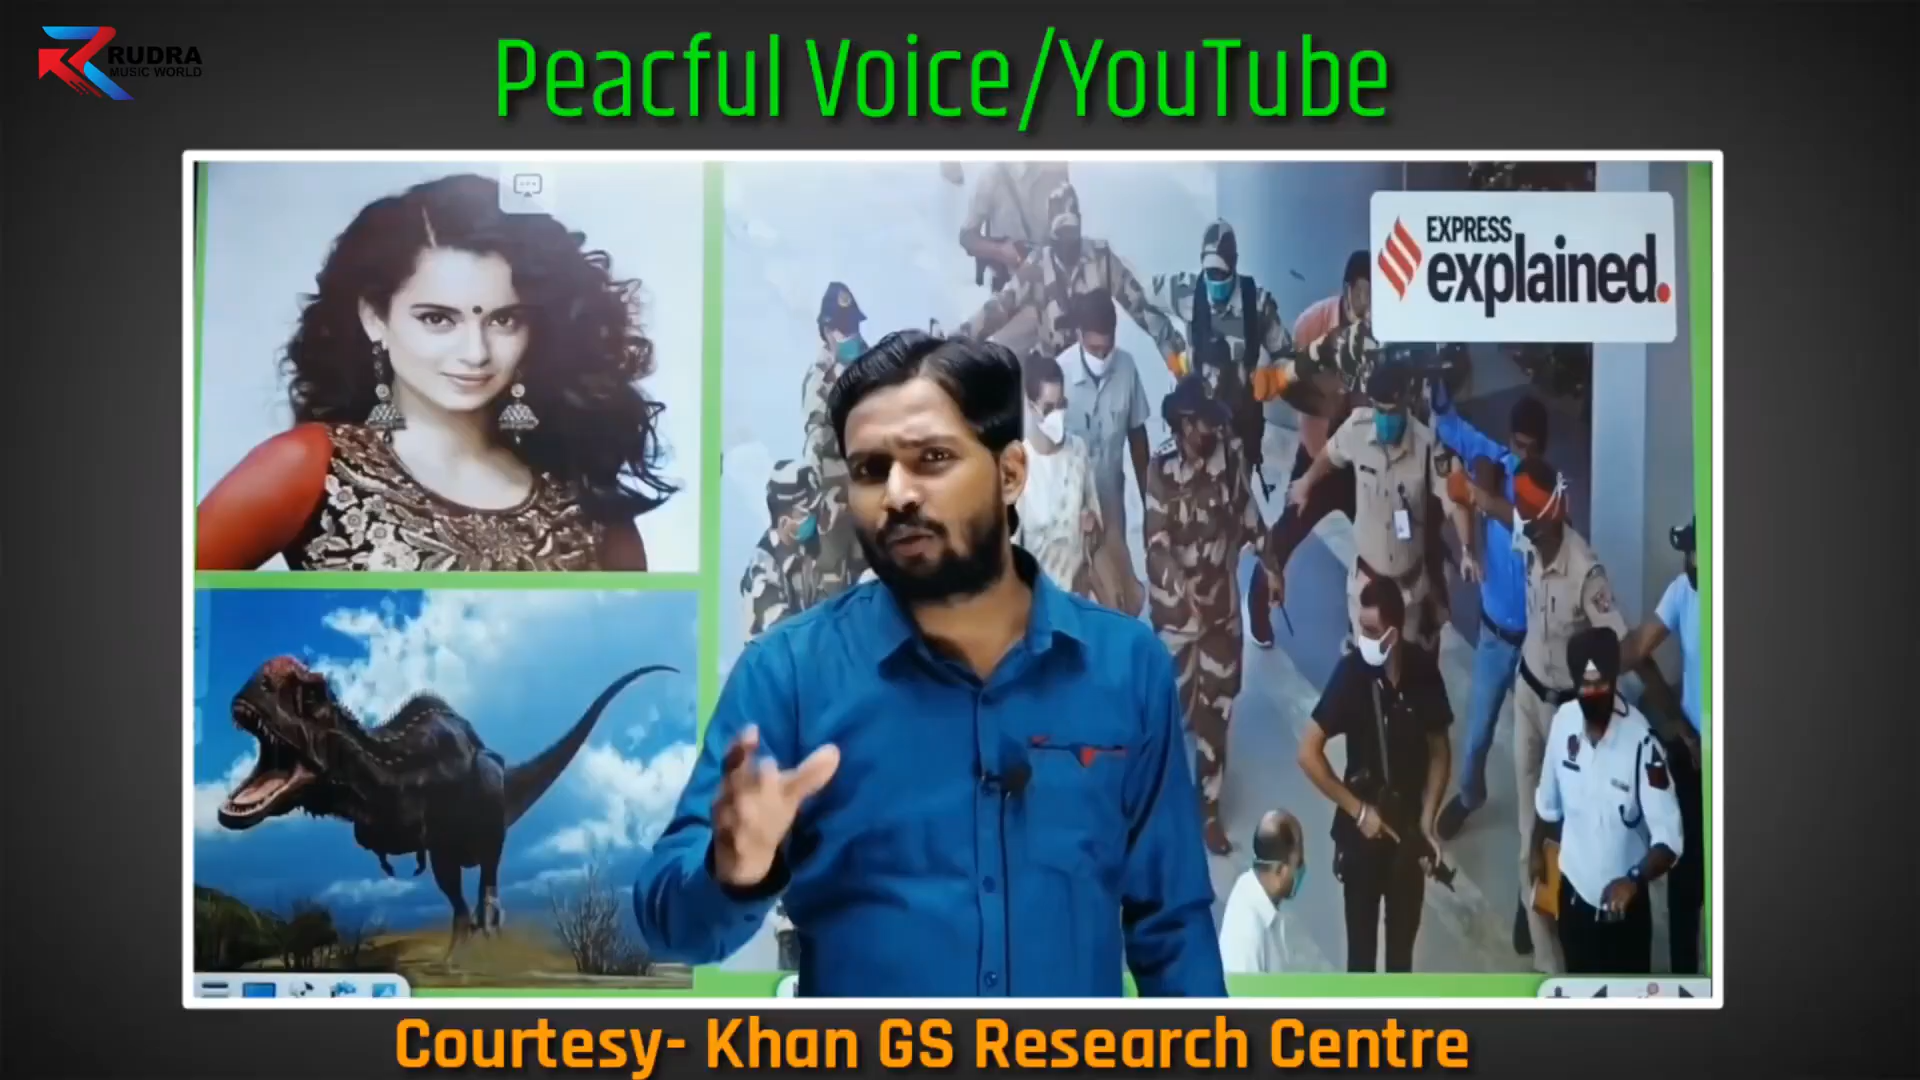 RUDRA
MUSIC WORLD
Peacful Voice/YouTube
EXPRESS
explained.
Courtesy- Khan GS Research Centre